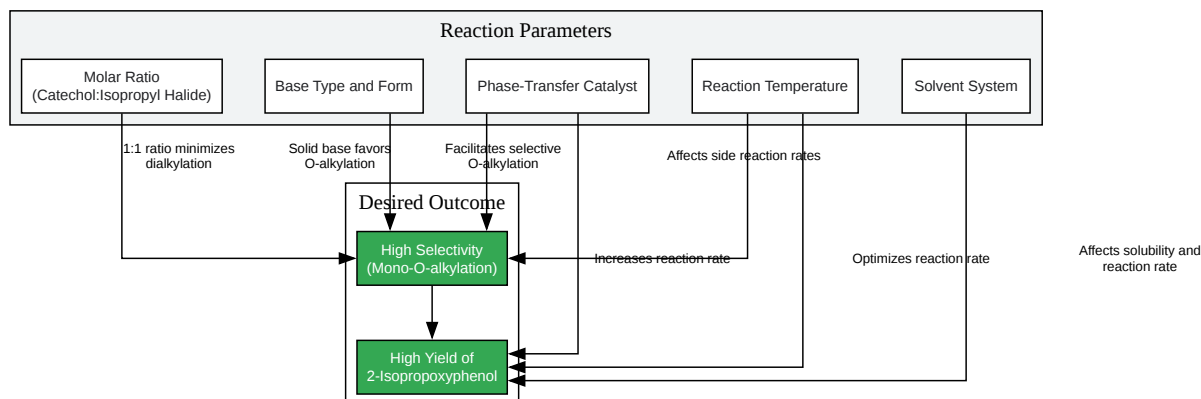 Reaction Parameters
Molar Ratio
(Catechol:Isopropyl Halide)
Base Type and Form
Phase-Transfer Catalyst
Reaction Temperature
Solvent System
1:1 ratio minimizes
dialkylation
Solid base favors
O-alkylation
Facilitates selective
O-alkylation
Affects side reaction rates
Desired Outcome
High Selectivity
(Mono-O-alkylation)
Increases reaction rate
Optimizes reaction rate
Affects solubility and
reaction rate
High Yield of
2-Isopropoxyphenol